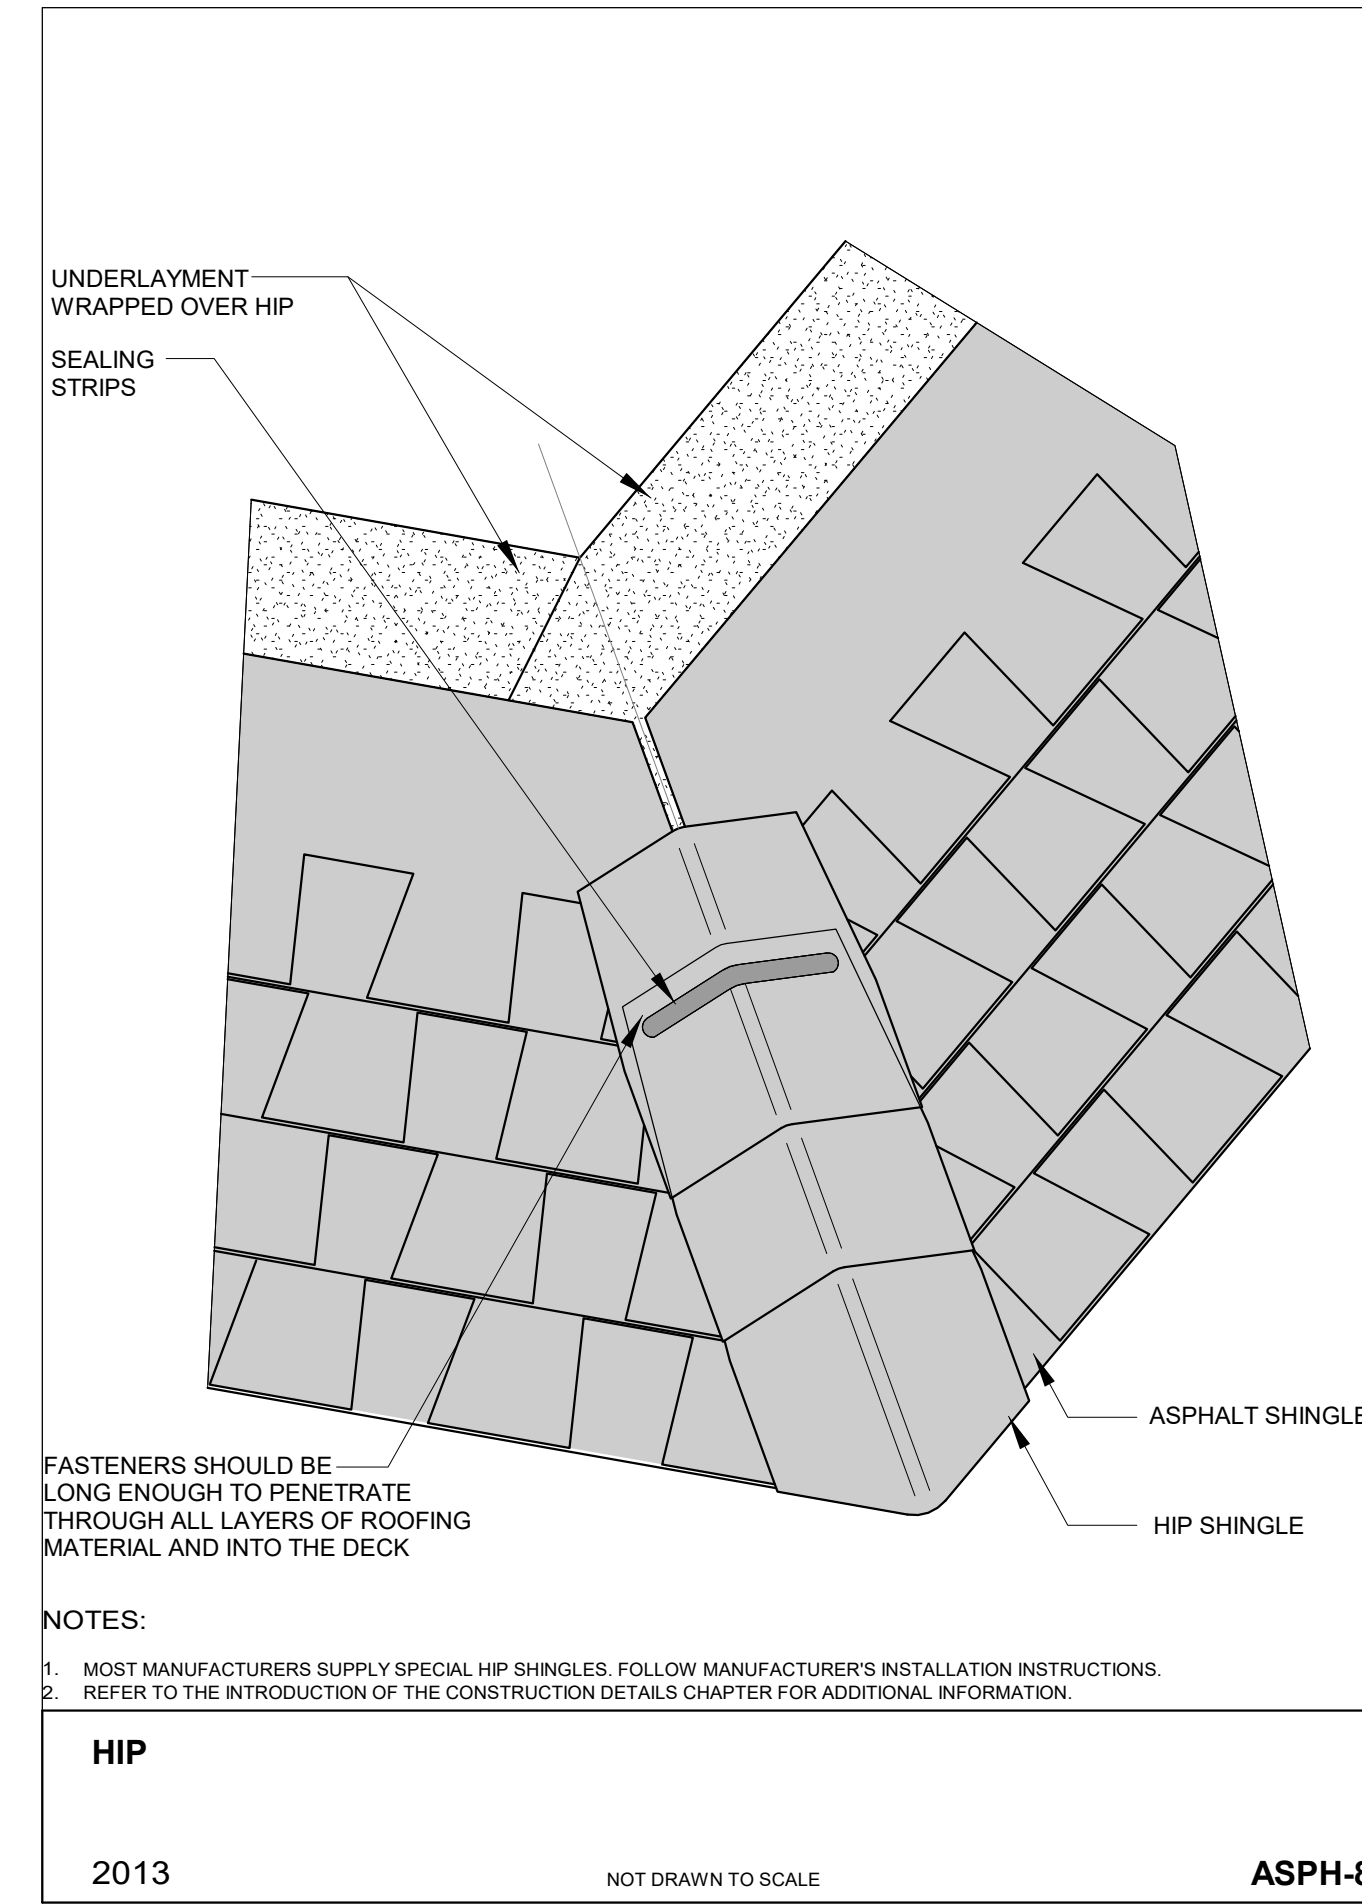 UNDERLAYMENT
WRAPPED OVER HIP
SEALING
STRIPS
ASPHALT SHINGLE
FASTENERS SHOULD BE
LONG ENOUGH TO PENETRATE
THROUGH ALL LAYERS OF ROOFING
MATERIAL AND INTO THE DECK
HIP SHINGLE
NOTES:
1. MOST MANUFACTURERS SUPPLY SPECIAL HIP SHINGLES. FOLLOW MANUFACTURER'S INSTALLATION INSTRUCTIONS.
2. REFER TO THE INTRODUCTION OF THE CONSTRUCTION DETAILS CHAPTER FOR ADDITIONAL INFORMATION.
HIP
2013
NOT DRAWN TO SCALE
ASPH-8